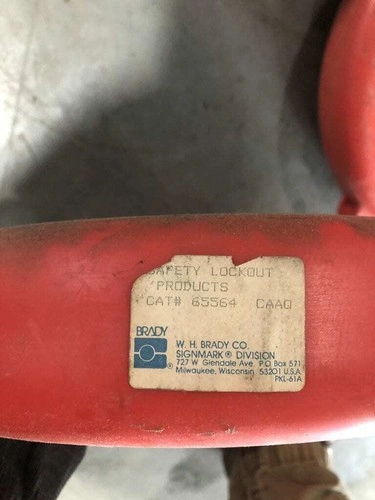 SAFETY LOCKOUT
PRODUCTS
CAT# 65564 CAAQ
BRADY
®
W. H. BRADY CO.
SIGNMARK® DIVISION
727 W. Glendale Ave. P.O. Box 571
Milwaukee, Wisconsin 53201 U.S.A.
PKL-61A